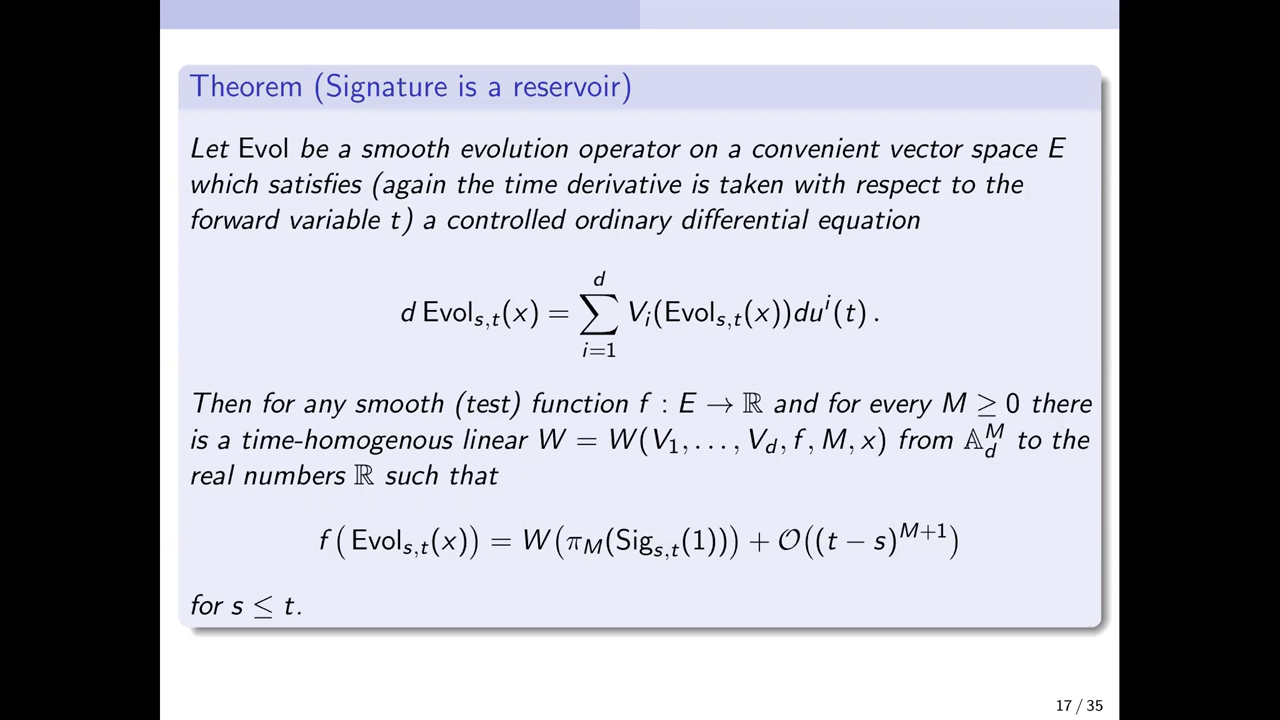 Theorem (Signature is a reservoir)
Let Evol be a smooth evolution operator on a convenient vector space E
which satisfies (again the time derivative is taken with respect to the
forward variable t) a controlled ordinary differential equation
d Evol_{s,t}(x) = \sum_{i=1}^{d} V_i(Evol_{s,t}(x))du^i(t) .
Then for any smooth (test) function f : E → ℝ and for every M ≥ 0 there
is a time-homogenous linear W = W(V_1, . . . , V_d, f, M, x) from 𝔸_d^M to the
real numbers ℝ such that
f(Evol_{s,t}(x)) = W(π_M(Sig_{s,t}(1))) + 𝒪((t − s)^{M+1})
for s ≤ t.
17 / 35